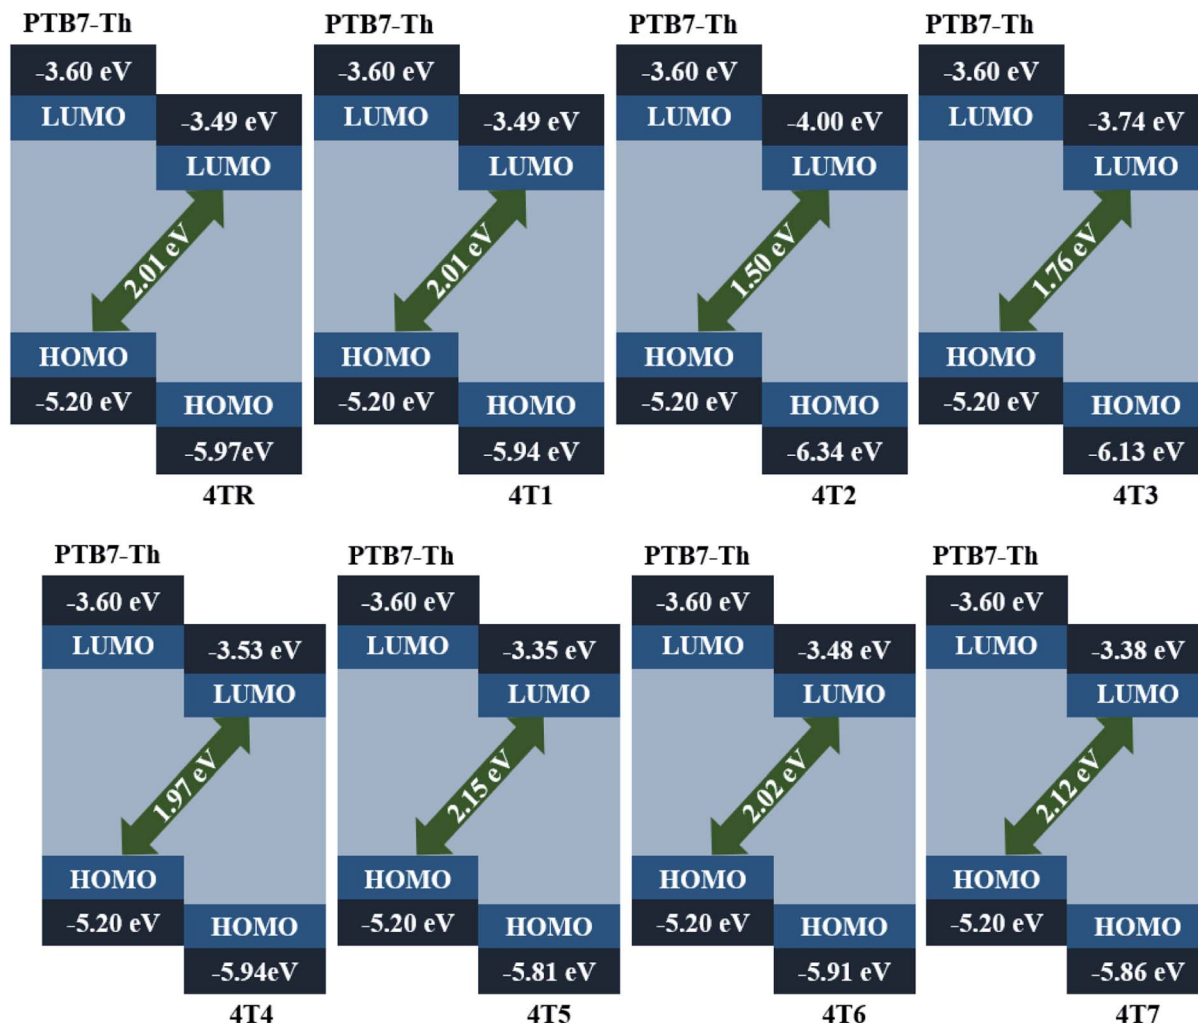 PTB7-Th PTB7-Th PTB7-Th PTB7-Th
-3.60 eV -3.60 eV -3.60 eV -3.60 eV
LUMO -3.49 eV LUMO -3.49 eV LUMO -4.00 eV LUMO -3.74 eV
LUMO LUMO LUMO LUMO
2.01 eV 2.01 eV 1.50 eV 1.76 eV
HOMO HOMO HOMO HOMO
-5.20 eV HOMO -5.20 eV HOMO -5.20 eV HOMO -5.20 eV HOMO
-5.97eV -5.94 eV -6.34 eV -6.13 eV
4TR 4T1 4T2 4T3
PTB7-Th PTB7-Th PTB7-Th PTB7-Th
-3.60 eV -3.60 eV -3.60 eV -3.60 eV
LUMO -3.53 eV LUMO -3.35 eV LUMO -3.48 eV LUMO -3.38 eV
LUMO LUMO LUMO LUMO
1.97 eV 2.15 eV 2.02 eV 2.12 eV
HOMO HOMO HOMO HOMO
-5.20 eV HOMO -5.20 eV HOMO -5.20 eV HOMO -5.20 eV HOMO
-5.94eV -5.81 eV -5.91 eV -5.86 eV
4T4 4T5 4T6 4T7